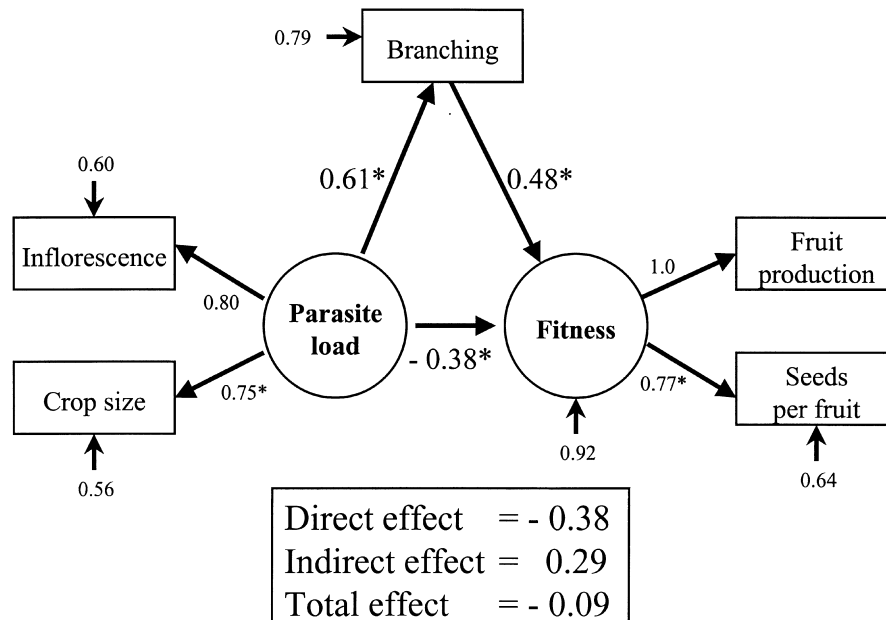 0.79
Branching
0.61*
0.48*
0.60
Inflorescence
0.80
Parasite
load
- 0.38*
Fitness
1.0
Fruit
production
Crop size
0.75*
0.56
0.77*
Seeds
per fruit
0.92
0.64
Direct effect = - 0.38
Indirect effect = 0.29
Total effect = - 0.09